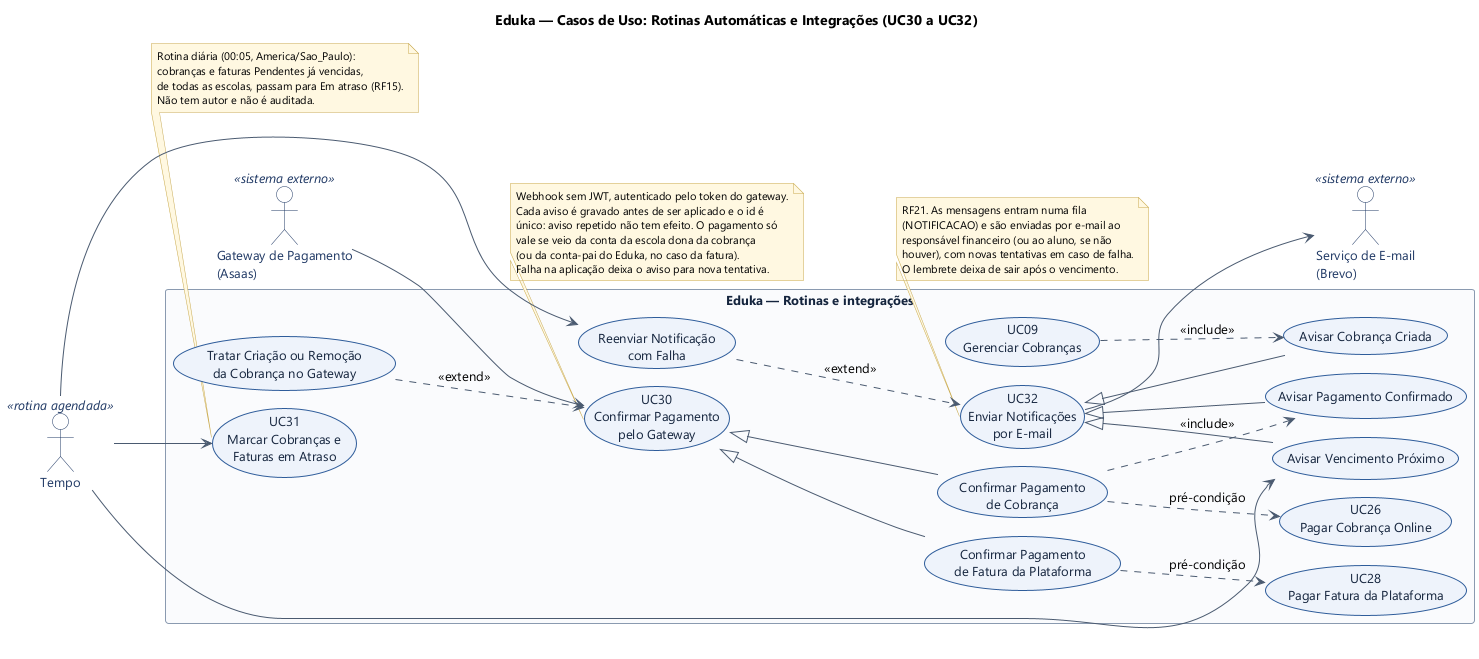 Eduka — Casos de Uso: Rotinas Automáticas e Integrações (UC30 a UC32)
Rotina diária (00:05, America/Sao_Paulo):
cobranças e faturas Pendentes já vencidas,
de todas as escolas, passam para Em atraso (RF15).
Não tem autor e não é auditada.
«sistema externo»
Gateway de Pagamento
(Asaas)
Webhook sem JWT, autenticado pelo token do gateway.
Cada aviso é gravado antes de ser aplicado e o id é
único: aviso repetido não tem efeito. O pagamento só
vale se veio da conta da escola dona da cobrança
(ou da conta-pai do Eduka, no caso da fatura).
Falha na aplicação deixa o aviso para nova tentativa.
RF21. As mensagens entram numa fila
(NOTIFICACAO) e são enviadas por e-mail ao
responsável financeiro (ou ao aluno, se não
houver), com novas tentativas em caso de falha.
O lembrete deixa de sair após o vencimento.
«sistema externo»
Serviço de E-mail
(Brevo)
Eduka — Rotinas e integrações
«rotina agendada»
Tempo
Tratar Criação ou Remoção
da Cobrança no Gateway
«extend»
UC31
Marcar Cobranças e
Faturas em Atraso
Reenviar Notificação
com Falha
«extend»
UC30
Confirmar Pagamento
pelo Gateway
UC09
Gerenciar Cobranças
«include»
Avisar Cobrança Criada
UC32
Enviar Notificações
por E-mail
Avisar Pagamento Confirmado
«include»
Avisar Vencimento Próximo
Confirmar Pagamento
de Cobrança
pré-condição
UC26
Pagar Cobrança Online
Confirmar Pagamento
de Fatura da Plataforma
pré-condição
UC28
Pagar Fatura da Plataforma